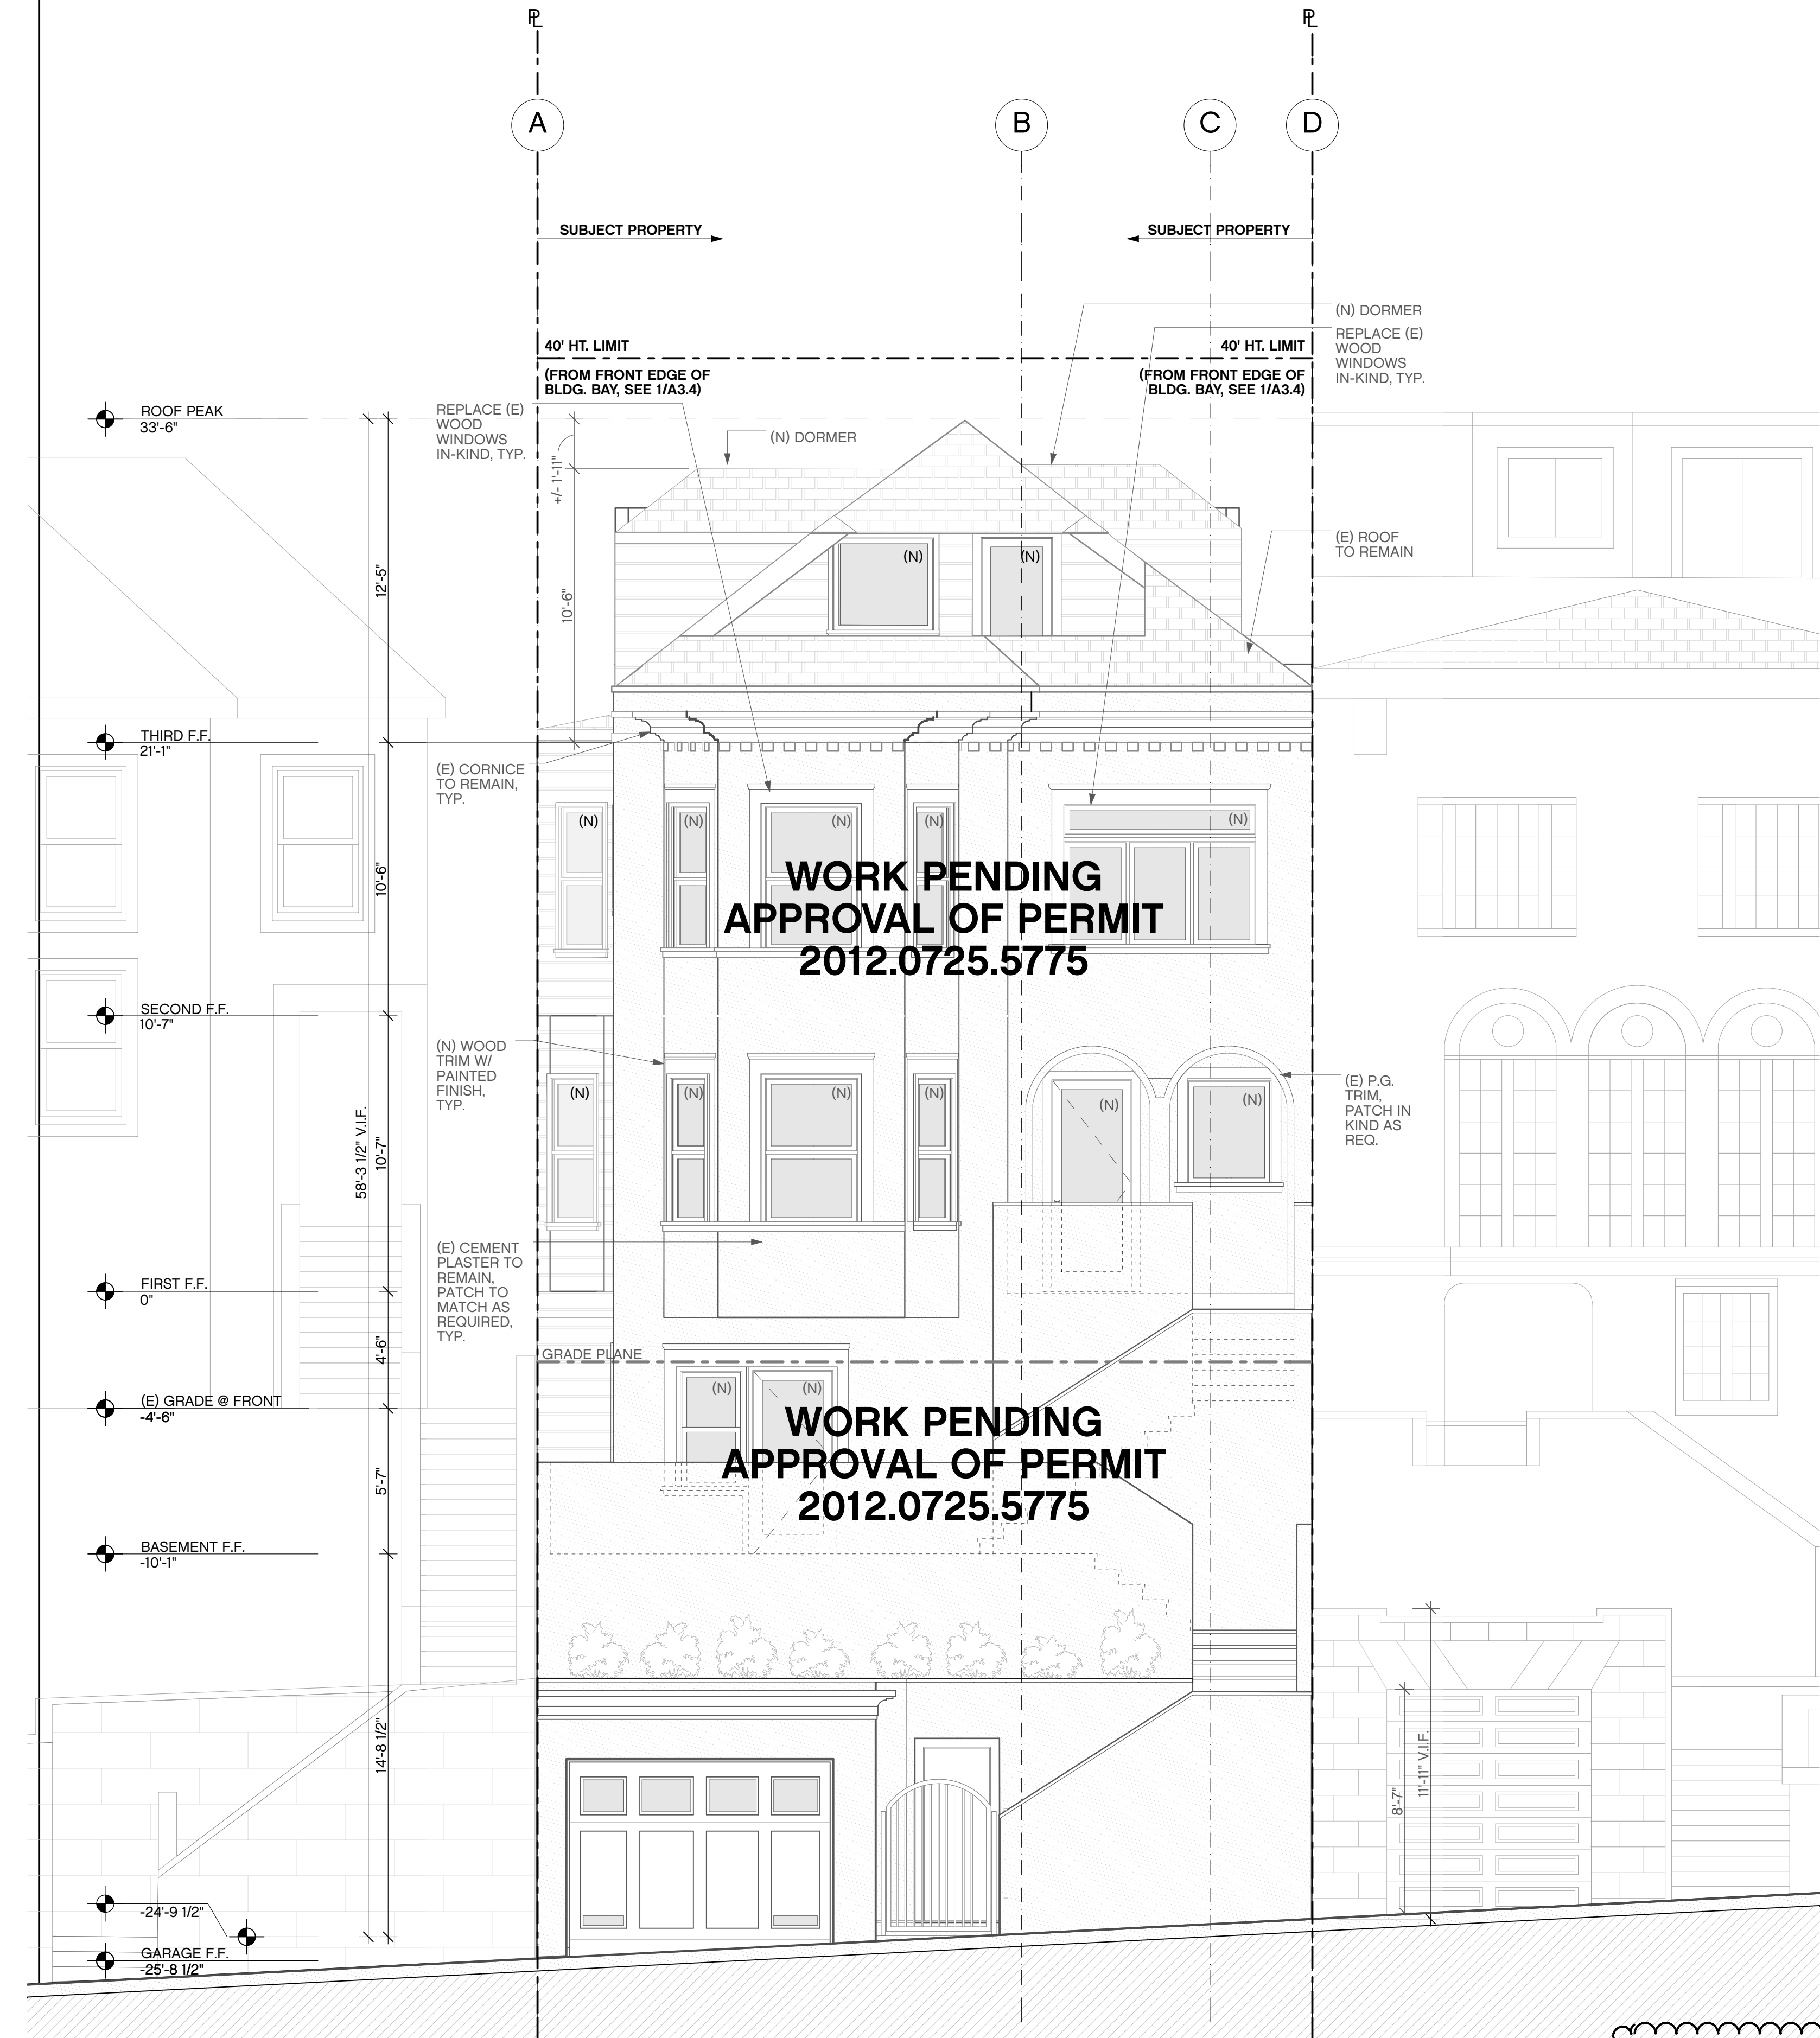 PL
PL
A
B
C
D
SUBJECT PROPERTY
SUBJECT PROPERTY
(N) DORMER
REPLACE (E)
WOOD
WINDOWS
IN-KIND, TYP.
40' HT. LIMIT
40' HT. LIMIT
(FROM FRONT EDGE OF
BLDG. BAY, SEE 1/A3.4)
(FROM FRONT EDGE OF
BLDG. BAY, SEE 1/A3.4)
ROOF PEAK
33'-6"
REPLACE (E)
WOOD
WINDOWS
IN-KIND, TYP.
(N) DORMER
+/- 1'-11"
(E) ROOF
TO REMAIN
(N)
(N)
12'-5"
10'-6"
THIRD F.F.
21'-1"
(E) CORNICE
TO REMAIN,
TYP.
(N)
(N)
(N)
(N)
(N)
10'-6"
WORK PENDING
APPROVAL OF PERMIT
2012.0725.5775
SECOND F.F.
10'-7"
(N) WOOD
TRIM W/
PAINTED
FINISH,
TYP.
(N)
(N)
(N)
(N)
(N)
(N)
(E) P.G.
TRIM,
PATCH IN
KIND AS
REQ.
58'-3 1/2" V.I.F.
10'-7"
(E) CEMENT
PLASTER TO
REMAIN,
PATCH TO
MATCH AS
REQUIRED,
TYP.
FIRST F.F.
0"
4'-6"
GRADE PLANE
(N)
(N)
(E) GRADE @ FRONT
-4'-6"
WORK PENDING
APPROVAL OF PERMIT
2012.0725.5775
5'-7"
BASEMENT F.F.
-10'-1"
14'-8 1/2"
8'-7"
11'-11" V.I.F.
-24'-9 1/2"
GARAGE F.F.
-25'-8 1/2"